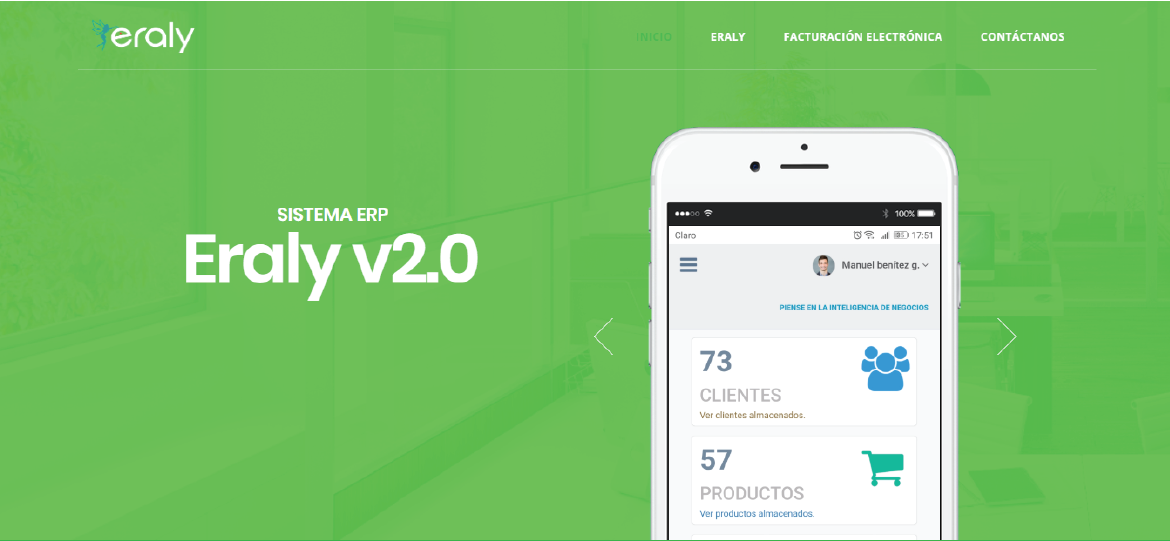 eraly
INICIO
ERALY
FACTURACIÓN ELECTRÓNICA
CONTÁCTANOS
SISTEMA ERP
Eraly v2.0
100%
Claro
17:51
Manuel benítez g.
PIENSE EN LA INTELIGENCIA DE NEGOCIOS
73
CLIENTES
Ver clientes almacenados.
57
PRODUCTOS
Ver productos almacenados.